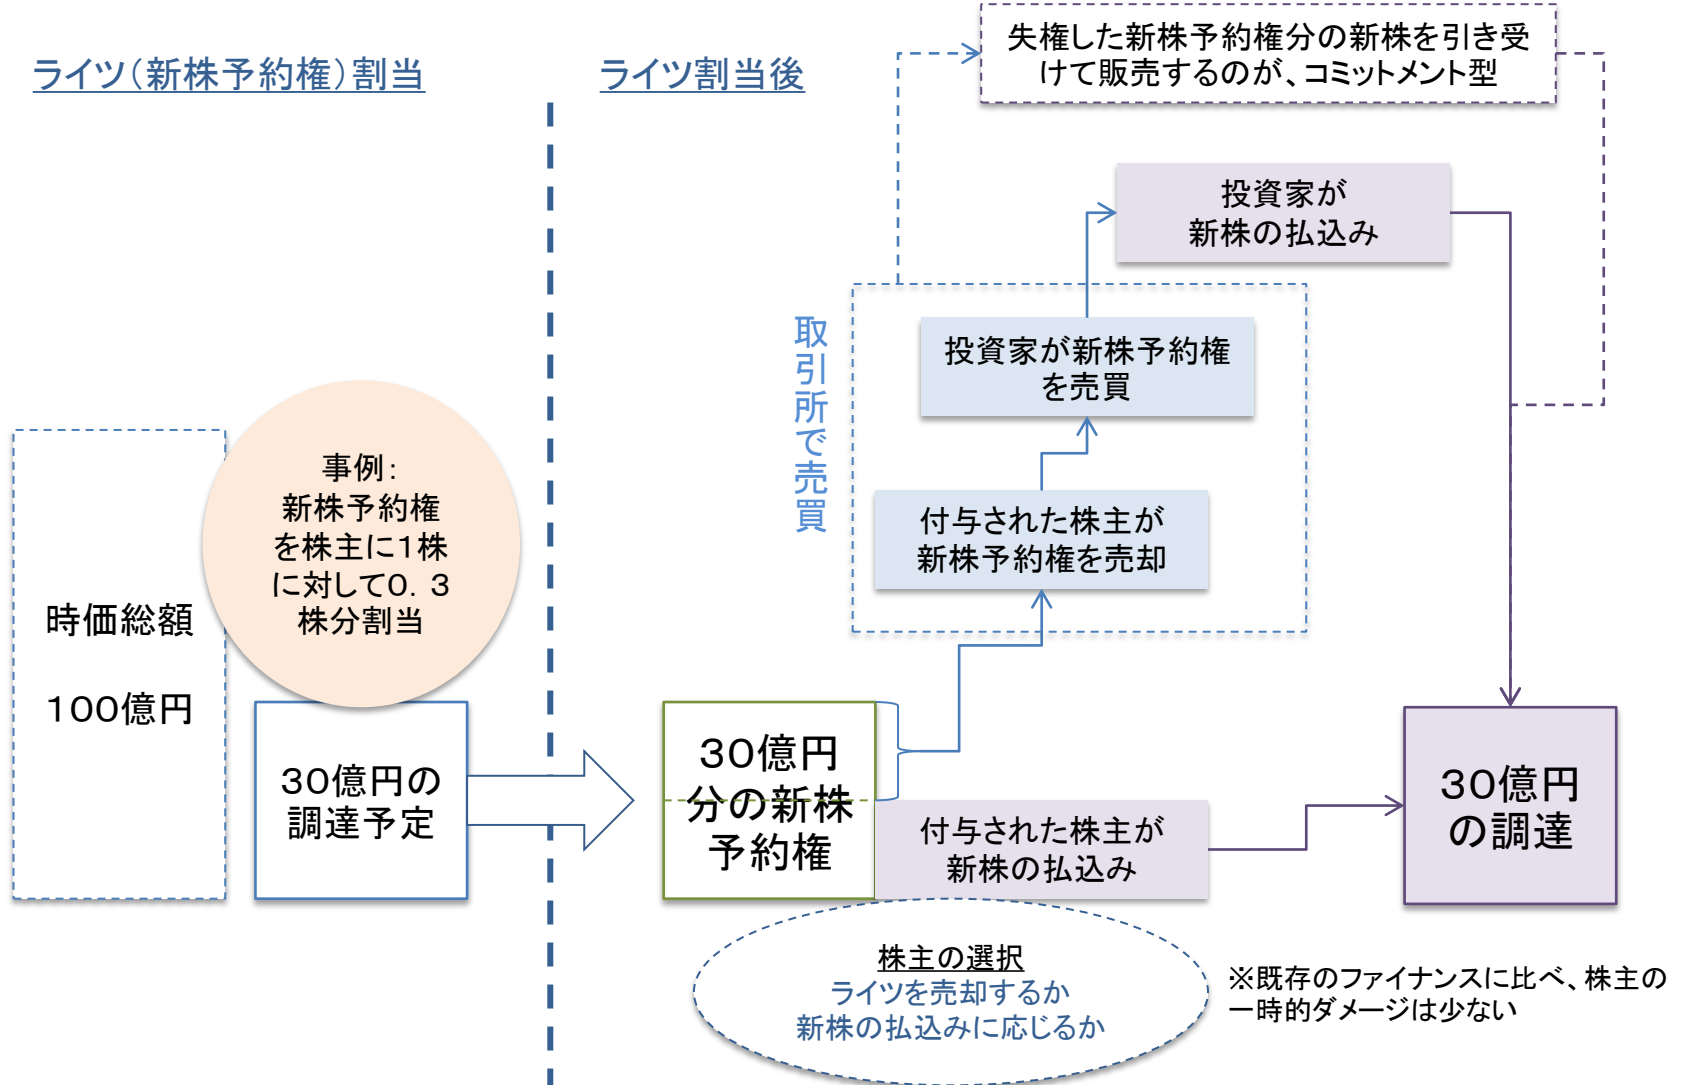 ライツ（新株予約権）割当
ライツ割当後
失権した新株予約権分の新株を引き受
けて販売するのが、コミットメント型
投資家が
新株の払込み
取引所で売買
投資家が新株予約権
を売買
付与された株主が
新株予約権を売却
事例：
新株予約権
を株主に１株
に対して０．３
株分割当
時価総額
１００億円
３０億円の
調達予定
３０億円
分の新株
予約権
付与された株主が
新株の払込み
３０億円
の調達
株主の選択
ライツを売却するか
新株の払込みに応じるか
※既存のファイナンスに比べ、株主の
一時的ダメージは少ない